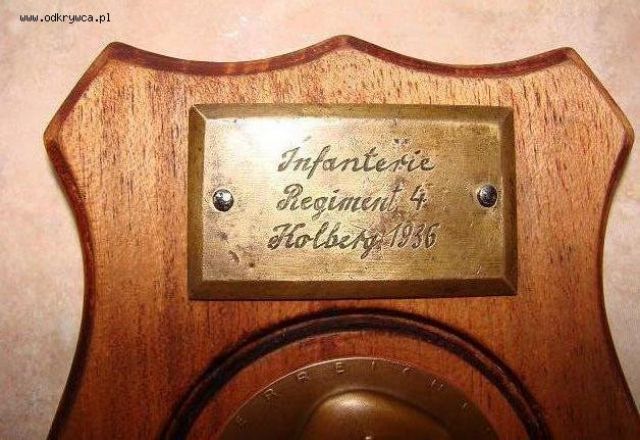 www.odkrywca.pl
Infanterie
Regiment 4
Kolberg. 1936